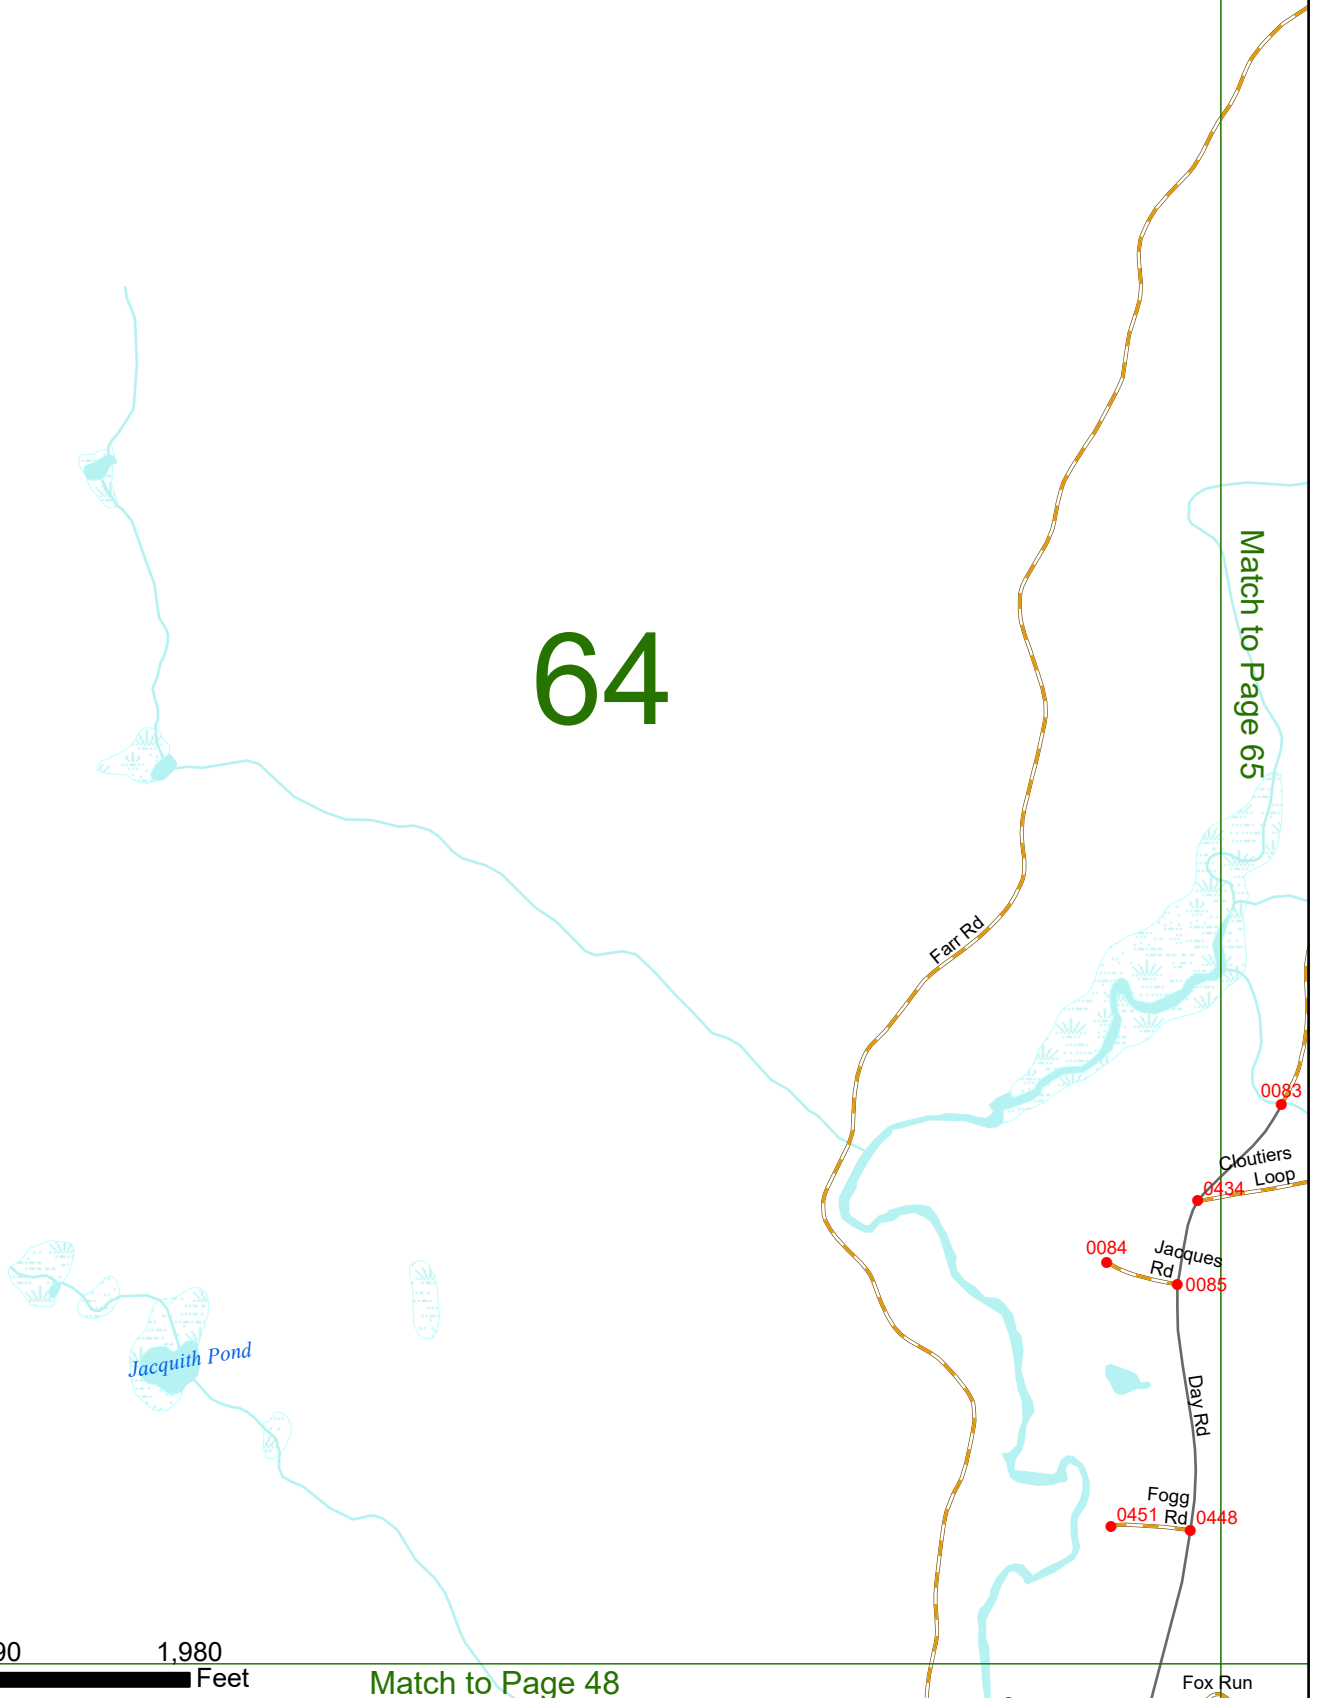 Match to Page 65
64
Farr Rd
0083
Cloutiers
Loop
0434
0084
Jacques
Rd
0085
Jacquith Pond
Day Rd
Fogg
Rd
0451
0448
90
1,980
Feet
Match to Page 48
Fox Run